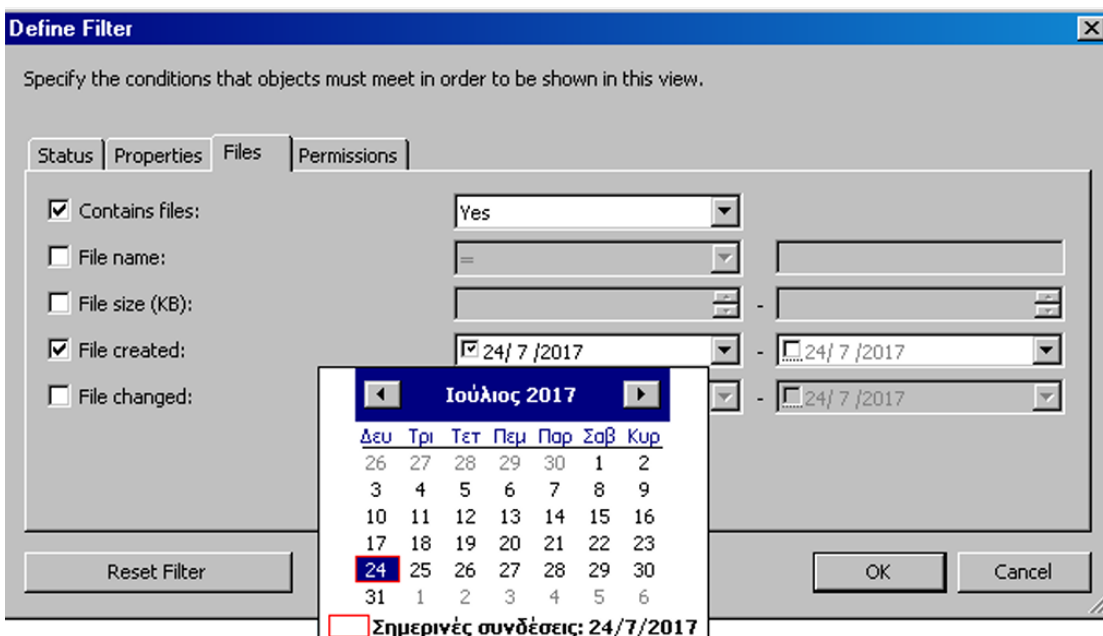 Define Filter
Specify the conditions that objects must meet in order to be shown in this view.
Status Properties Files Permissions
Contains files: Yes
File name: =
File size (KB): -
File created: 24/ 7 /2017 - 24/ 7 /2017
File changed: - 24/ 7 /2017
Ιούλιος 2017
Δευ Τρι Τετ Πεμ Παρ Σαβ Κυρ
26 27 28 29 30 1 2
3 4 5 6 7 8 9
10 11 12 13 14 15 16
17 18 19 20 21 22 23
24 25 26 27 28 29 30
31 1 2 3 4 5 6
Σημερινές συνδέσεις: 24/7/2017
Reset Filter OK Cancel